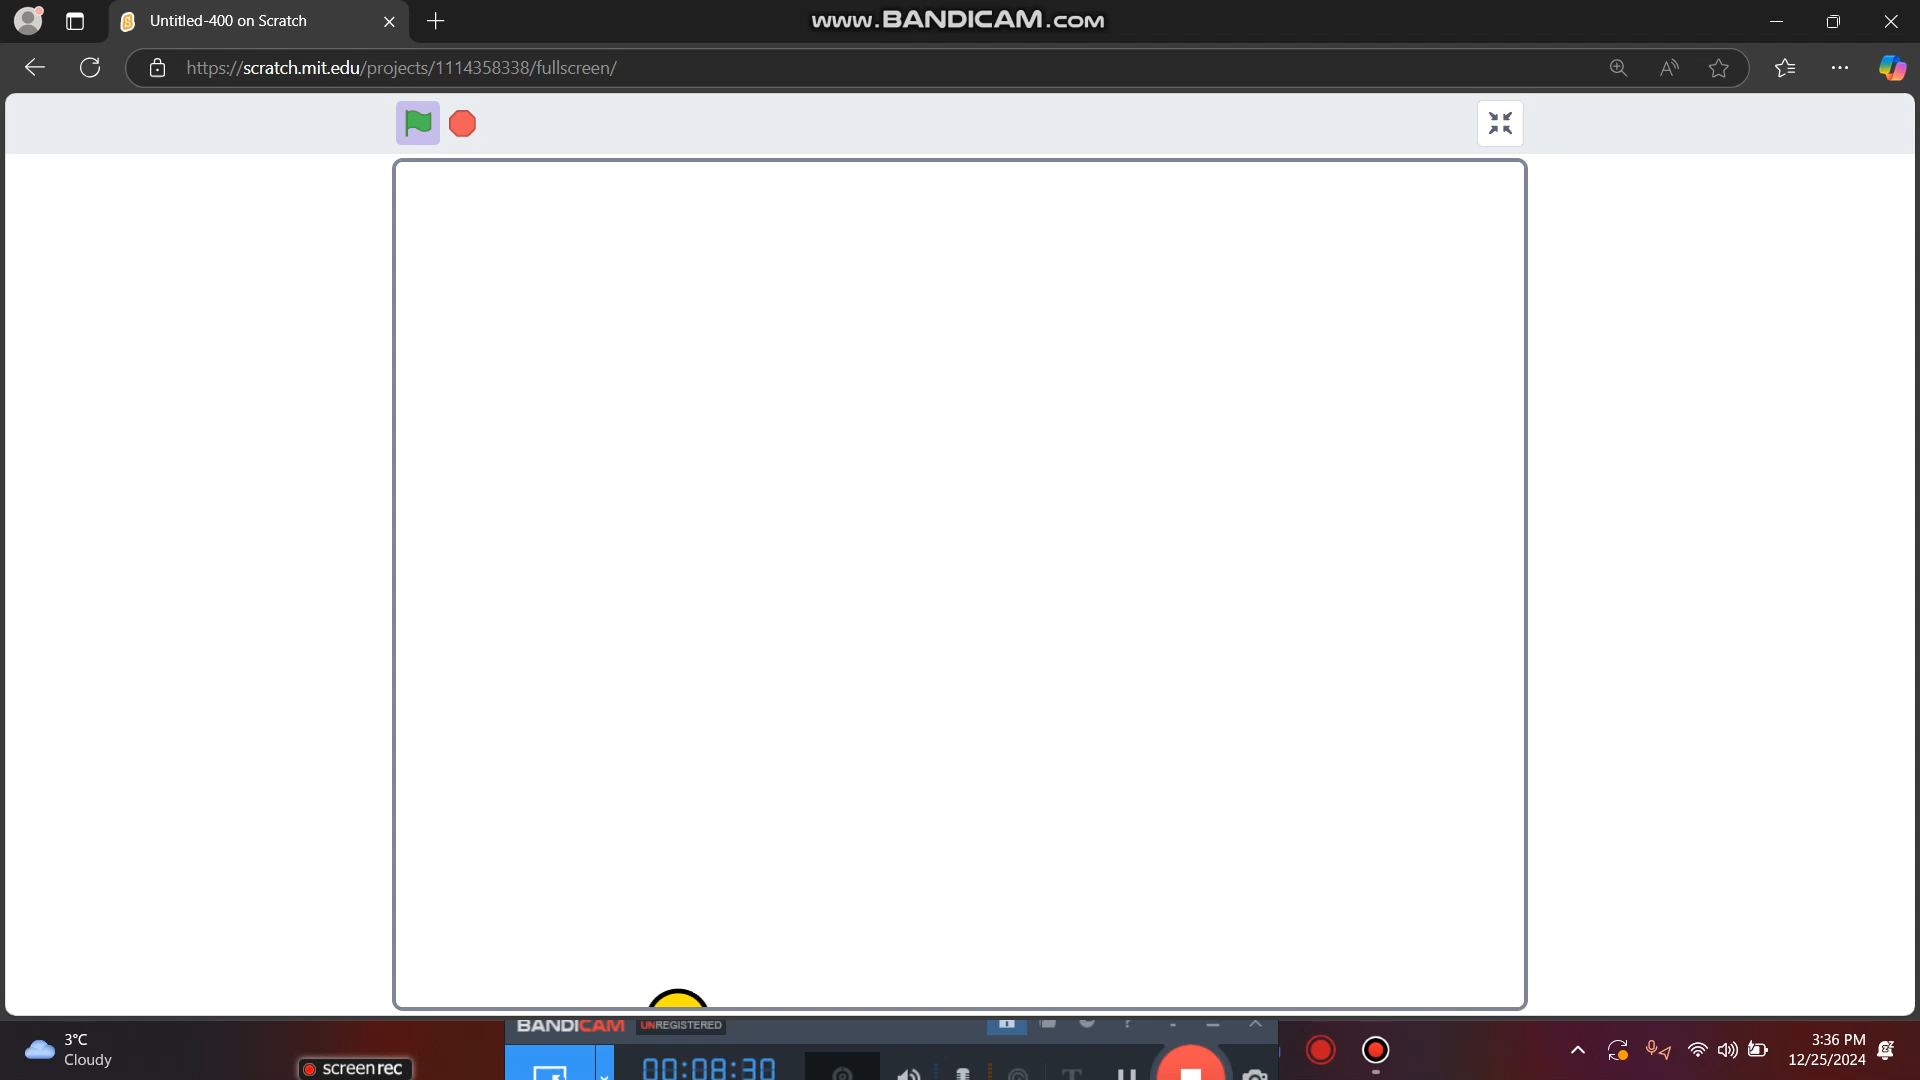 Untitled-400 on Scratch
www.BANDICAM.com
https://scratch.mit.edu/projects/1114358338/fullscreen/
3°C
Cloudy
screenrec
BANDICAM UNREGISTERED
00:08:30
3:36 PM
12/25/2024